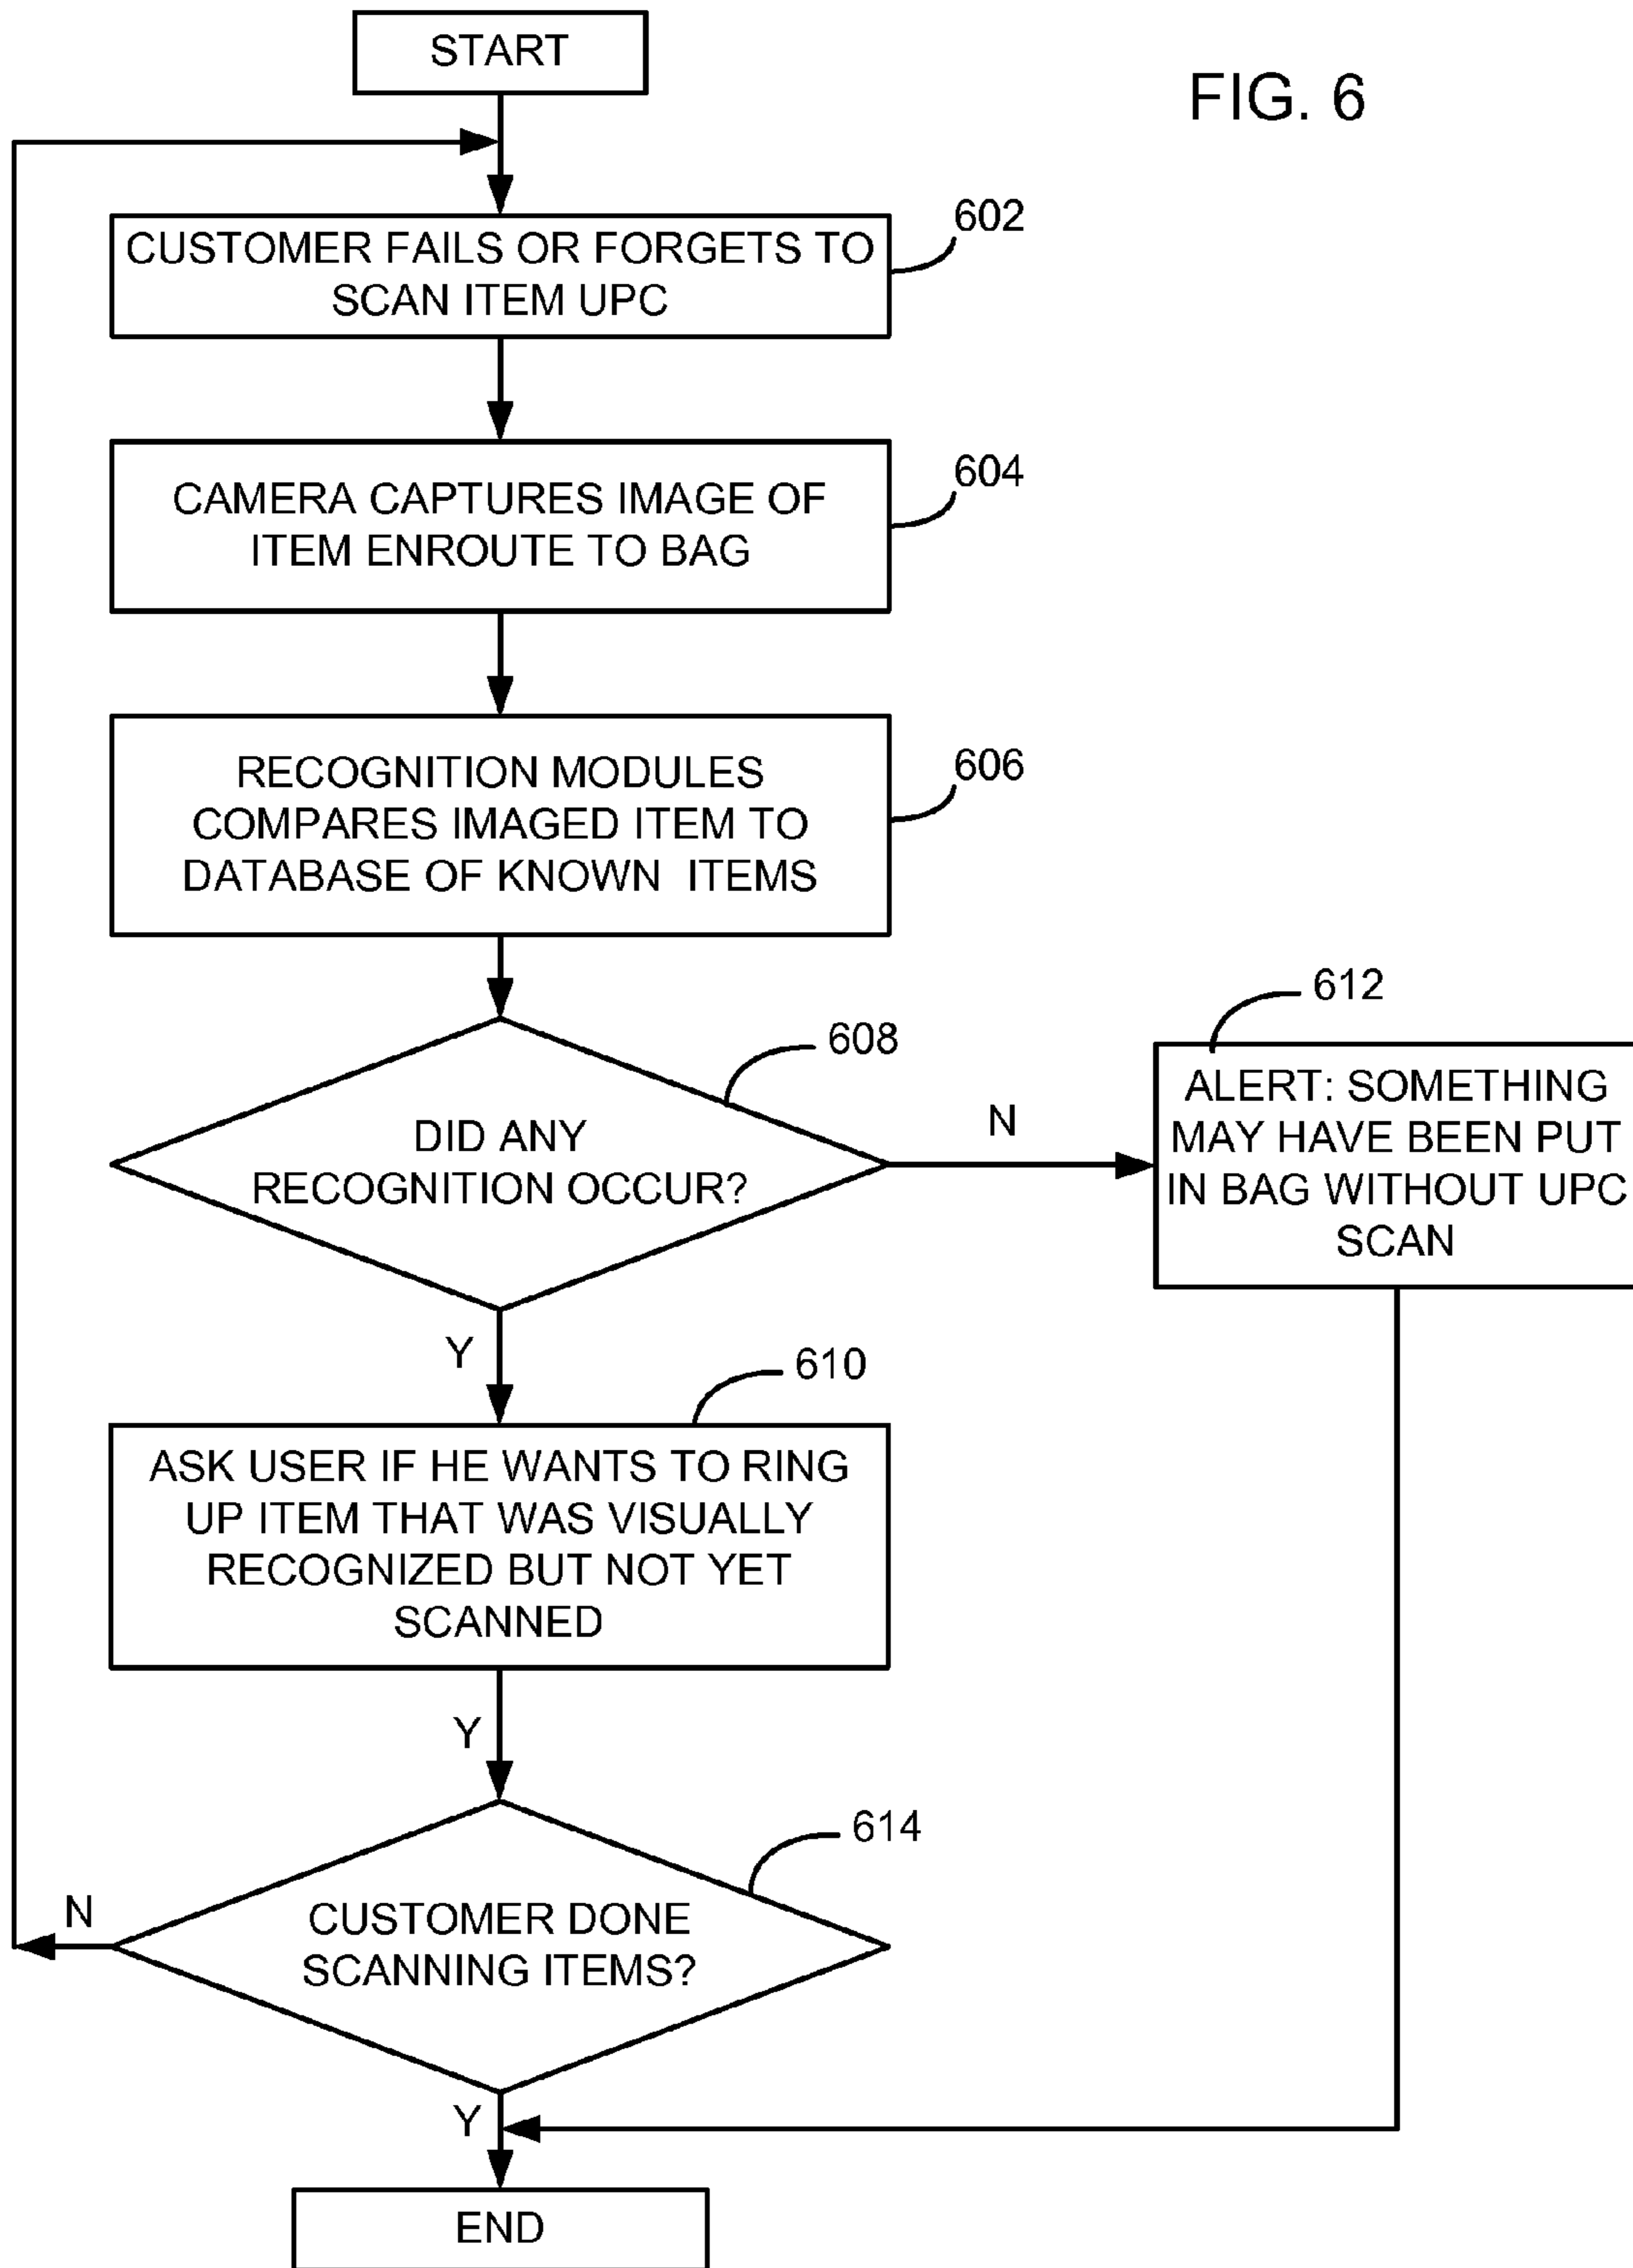 START
FIG. 6
602
CUSTOMER FAILS OR FORGETS TO
SCAN ITEM UPC
604
CAMERA CAPTURES IMAGE OF
ITEM ENROUTE TO BAG
606
RECOGNITION MODULES
COMPARES IMAGED ITEM TO
DATABASE OF KNOWN ITEMS
608
DID ANY
RECOGNITION OCCUR?
N
612
ALERT: SOMETHING
MAY HAVE BEEN PUT
IN BAG WITHOUT UPC
SCAN
Y
610
ASK USER IF HE WANTS TO RING
UP ITEM THAT WAS VISUALLY
RECOGNIZED BUT NOT YET
SCANNED
Y
614
N
CUSTOMER DONE
SCANNING ITEMS?
Y
END